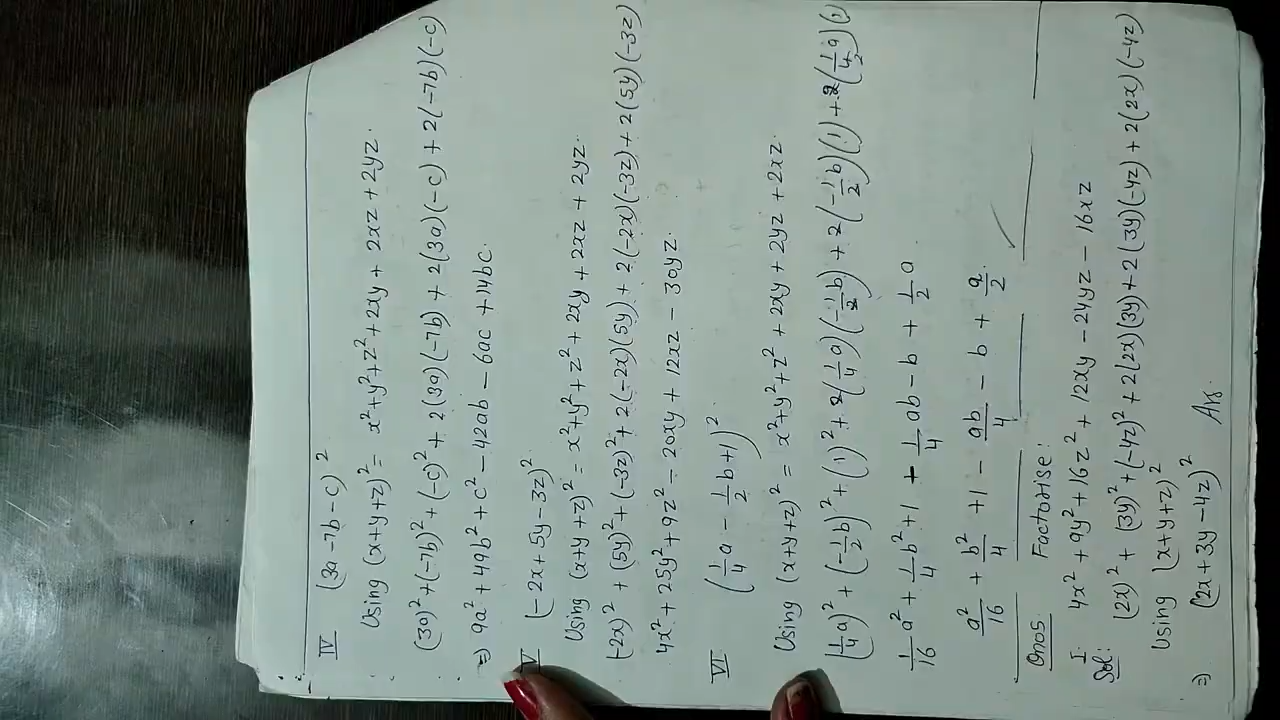 IV (3a - 7b - c)²
Using (x+y+z)² = x²+y²+z²+2xy+2xz+2yz.
(3a)²+(-7b)²+(-c)²+2(3a)(-7b)+2(3a)(-c)+2(-7b)(-c)
⇒ 9a²+49b²+c²-42ab-6ac+14bc.
V (-2x+5y-3z)².
Using (x+y+z)² = x²+y²+z²+2xy+2xz+2yz.
(-2x)²+(5y)²+(-3z)²+2(-2x)(5y)+2(-2x)(-3z)+2(5y)(-3z)
4x²+25y²+9z²-20xy+12xz-30yz.
VI (1/4 a - 1/2 b+1)²
Using (x+y+z)² = x²+y²+z²+2xy+2yz+2xz.
(1/4 a)²+(-1/2 b)²+(1)²+2(1/4 a)(-1/2 b)+2(-1/2 b)(1)+2(1/4 a)(1)
1/16 a²+1/4 b²+1 - 1/4 ab-b+1/2 a
a²/16 + b²/4 +1 - ab/4 - b + a/2.
Qno5. Factorise:
I. 4x²+9y²+16z²+12xy-24yz-16xz
Sol: (2x)²+(3y)²+(-4z)²+2(2x)(3y)+2(3y)(-4z)+2(2x)(-4z)
Using (x+y+z)²
⇒ (2x+3y-4z)² Ans.